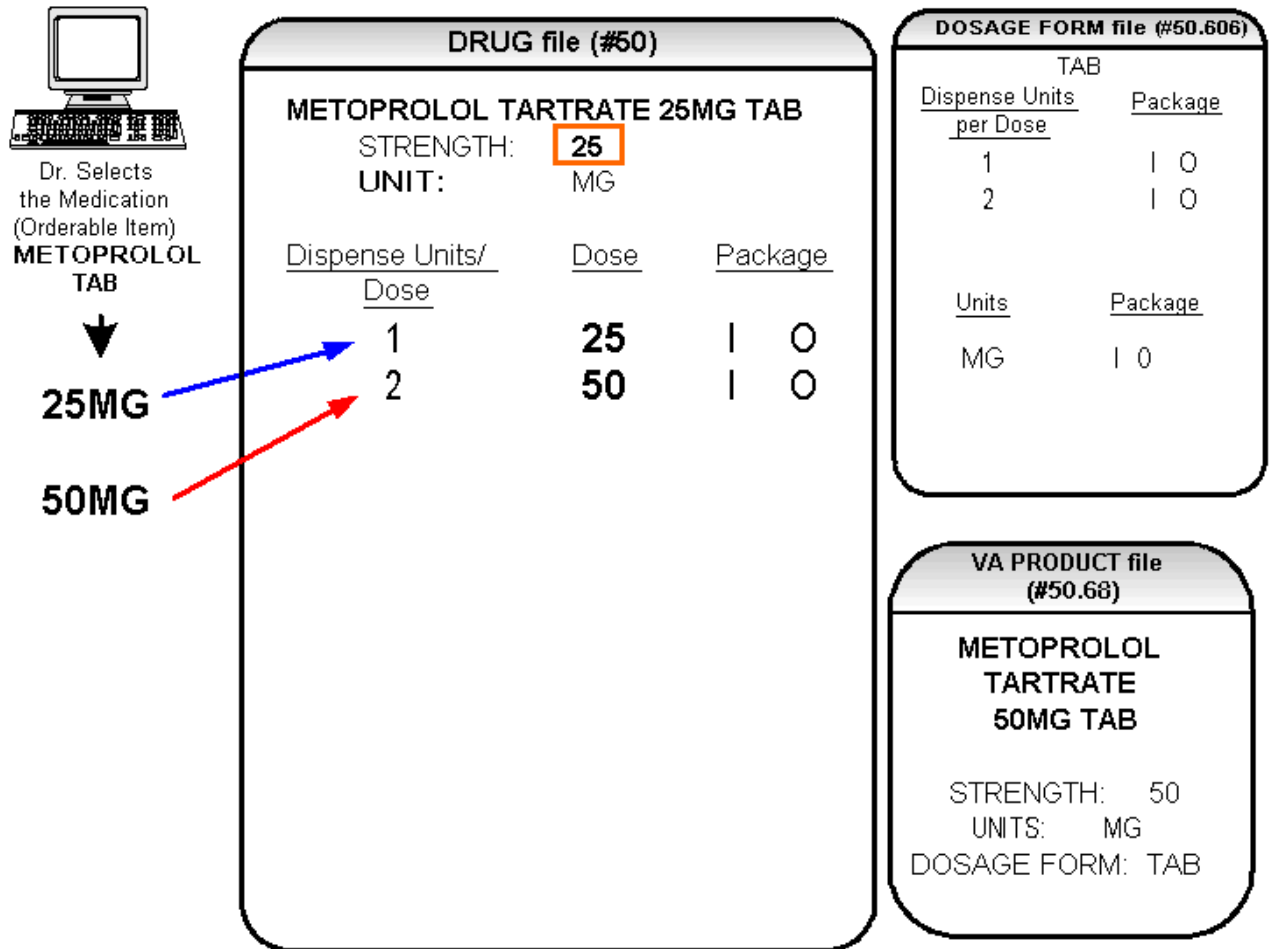 Dr. Selects
the Medication
(Orderable Item)
METOPROLOL
TAB
25MG
50MG
DRUG file (#50)
METOPROLOL TARTRATE 25MG TAB
STRENGTH: 25
UNIT: MG
Dispense Units/ Dose Package
Dose
1 25 I O
2 50 I O
DOSAGE FORM file (#50.606)
TAB
Dispense Units Package
per Dose
1 I O
2 I O
Units Package
MG I 0
VA PRODUCT file
(#50.68)
METOPROLOL
TARTRATE
50MG TAB
STRENGTH: 50
UNITS: MG
DOSAGE FORM: TAB